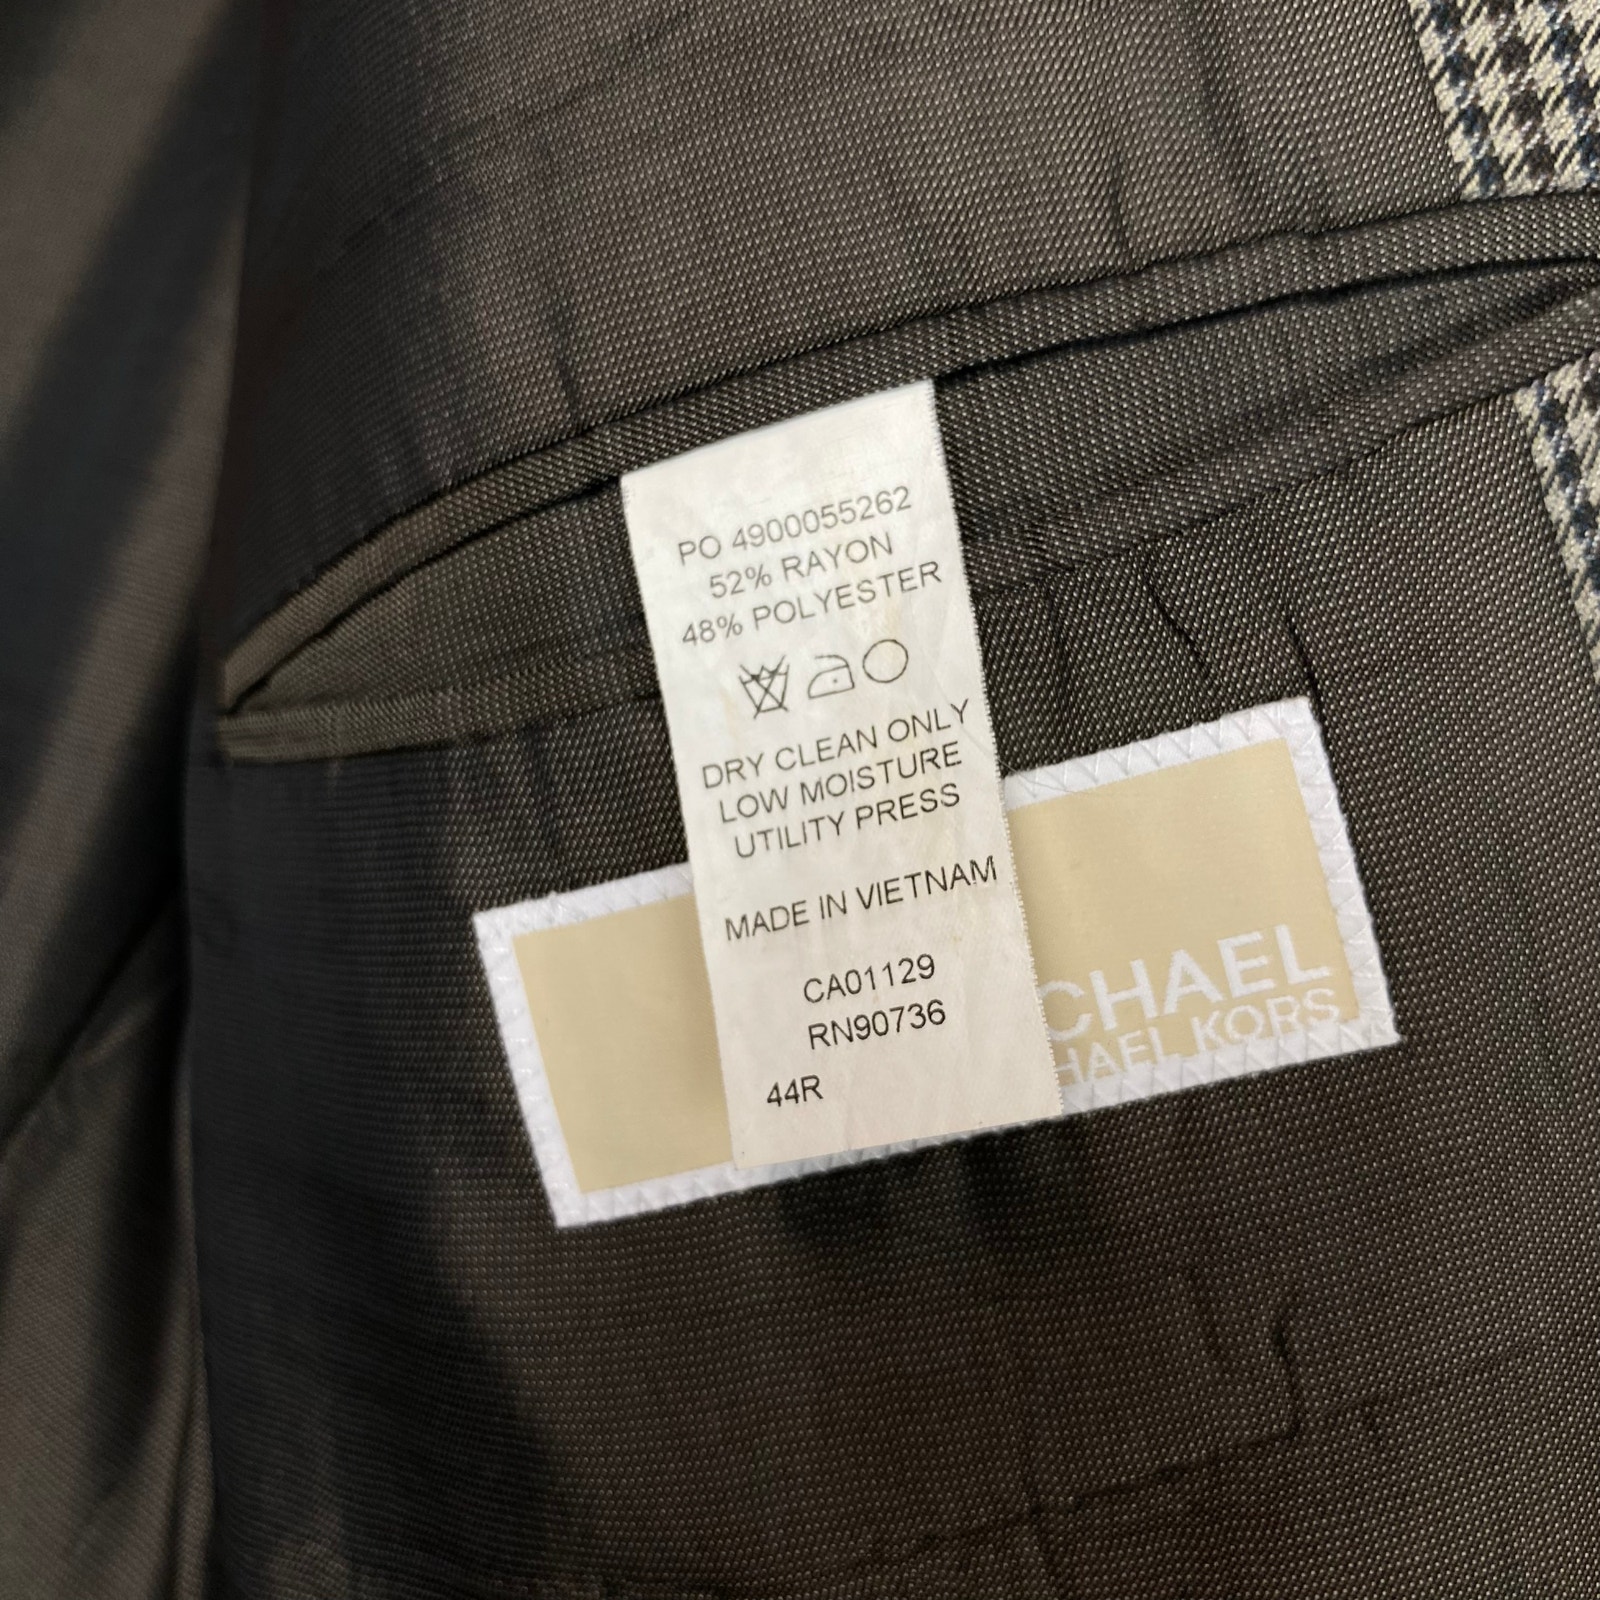 PO 4900055262
52% RAYON
48% POLYESTER
DRY CLEAN ONLY
LOW MOISTURE
UTILITY PRESS
MADE IN VIETNAM
CA01129
RN90736
44R
CHAEL
HAEL KORS